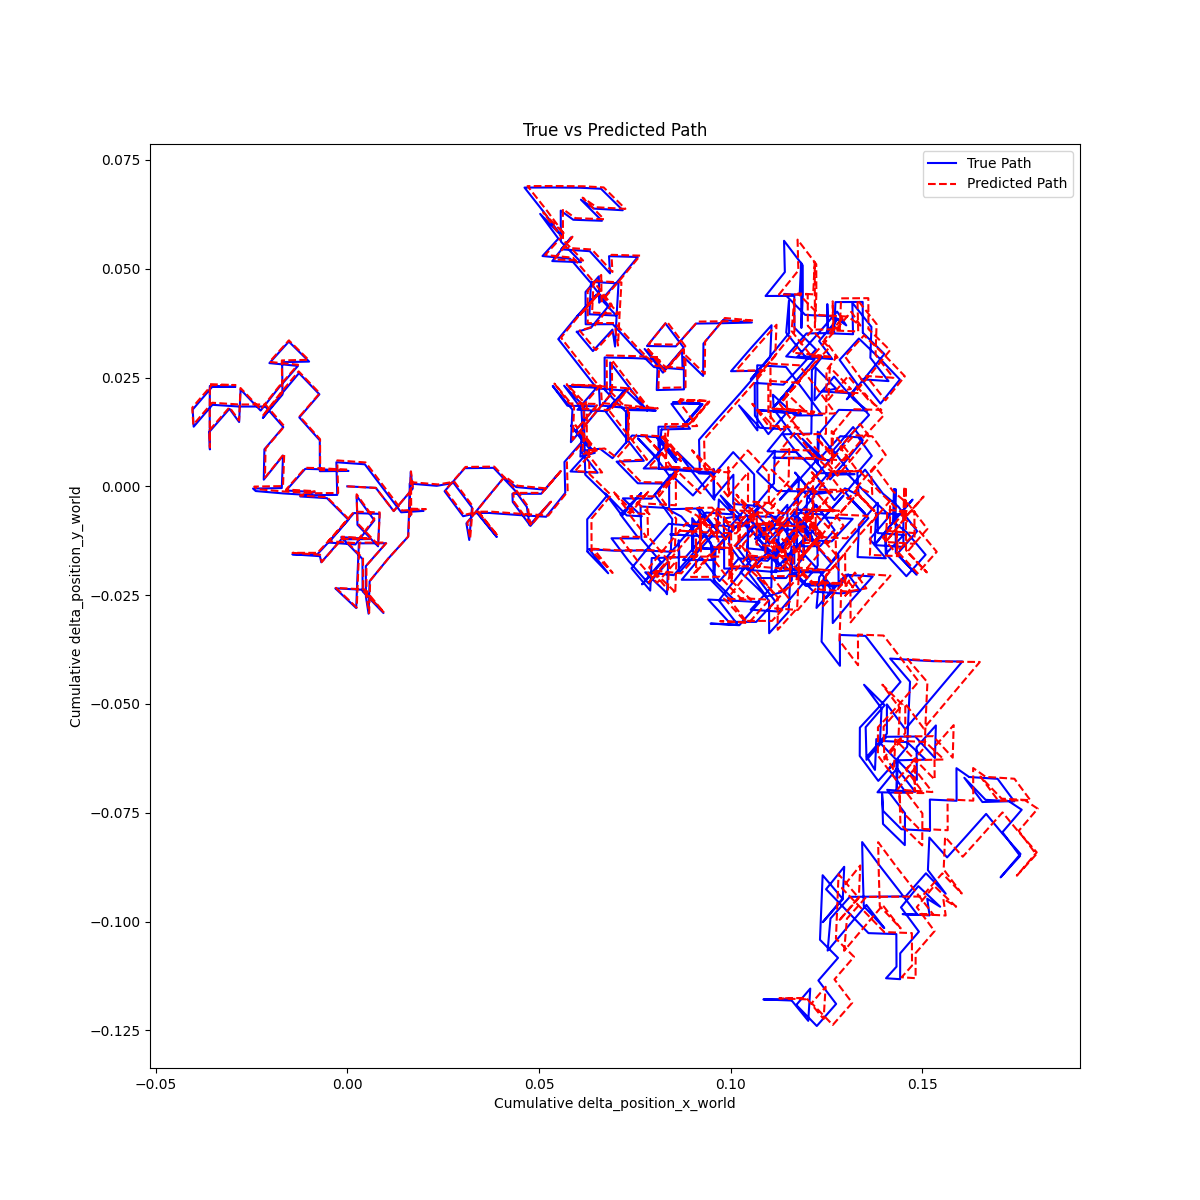 True vs Predicted Path
True Path
Predicted Path
0.075
0.050
0.025
0.000
−0.025
−0.050
−0.075
−0.100
−0.125
Cumulative delta_position_y_world
−0.05
0.00
0.05
0.10
0.15
Cumulative delta_position_x_world